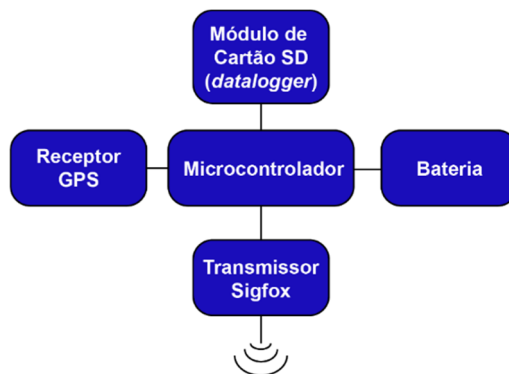 Módulo de
Cartão SD
(datalogger)
Receptor
GPS
Microcontrolador
Bateria
Transmissor
Sigfox